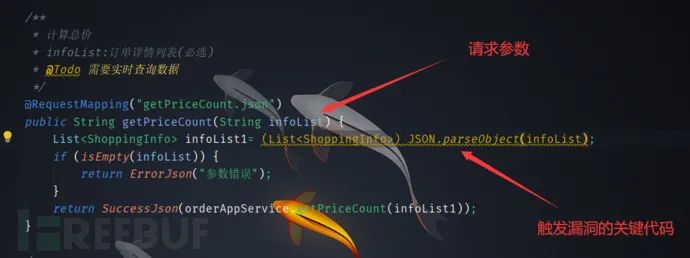 /**
* 计算总价
* infoList:订单详情列表(必选)
* @Todo 需要实时查询数据
*/
请求参数
@RequestMapping("getPriceCount.json")
public String getPriceCount(String infoList) {
List<ShoppingInfo> infoList1= (List<ShoppingInfo>) JSON.parseObject(infoList);
if (isEmpty(infoList)) {
return ErrorJson("参数错误");
}
return SuccessJson(orderAppService.getPriceCount(infoList1));
}
触发漏洞的关键代码
FREEBUF